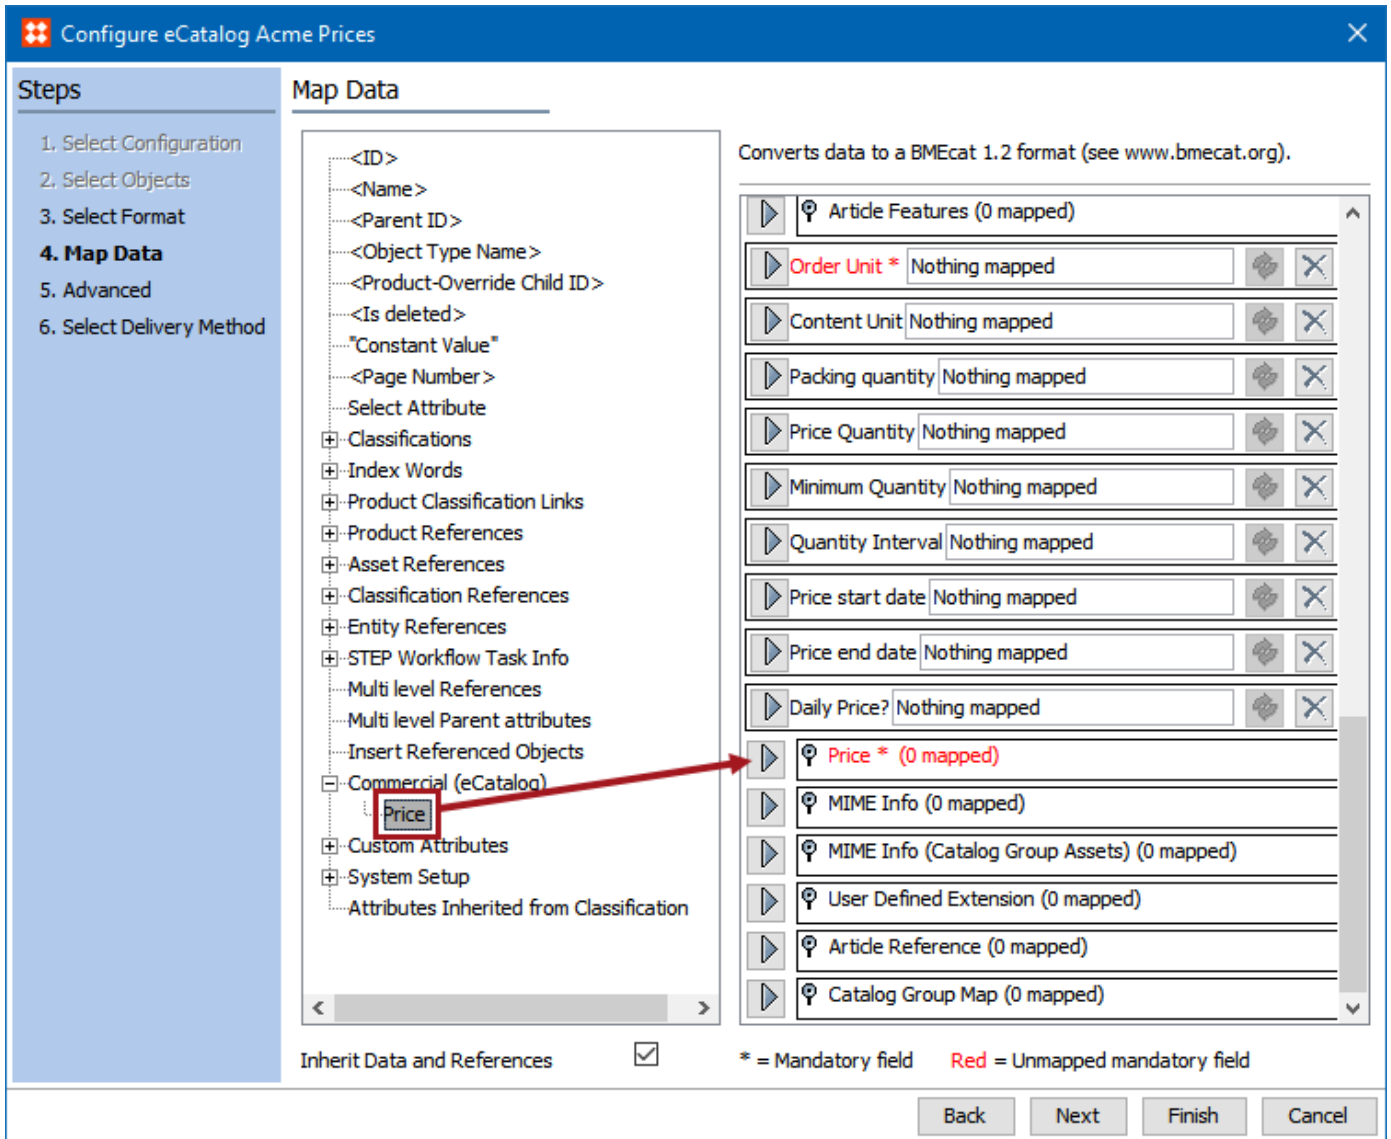 Configure eCatalog Acme Prices
Steps
1. Select Configuration
2. Select Objects
3. Select Format
4. Map Data
5. Advanced
6. Select Delivery Method
Map Data
<ID>
<Name>
<Parent ID>
<Object Type Name>
<Product-Override Child ID>
<Is deleted>
"Constant Value"
<Page Number>
Select Attribute
Classifications
Index Words
Product Classification Links
Product References
Asset References
Classification References
Entity References
STEP Workflow Task Info
Multi level References
Multi level Parent attributes
Insert Referenced Objects
Commercial (eCatalog)
Price
Custom Attributes
System Setup
Attributes Inherited from Classification
Inherit Data and References
Converts data to a BMEcat 1.2 format (see www.bmecat.org).
Article Features (0 mapped)
Order Unit * Nothing mapped
Content Unit Nothing mapped
Packing quantity Nothing mapped
Price Quantity Nothing mapped
Minimum Quantity Nothing mapped
Quantity Interval Nothing mapped
Price start date Nothing mapped
Price end date Nothing mapped
Daily Price? Nothing mapped
Price * (0 mapped)
MIME Info (0 mapped)
MIME Info (Catalog Group Assets) (0 mapped)
User Defined Extension (0 mapped)
Article Reference (0 mapped)
Catalog Group Map (0 mapped)
* = Mandatory field Red = Unmapped mandatory field
Back Next Finish Cancel